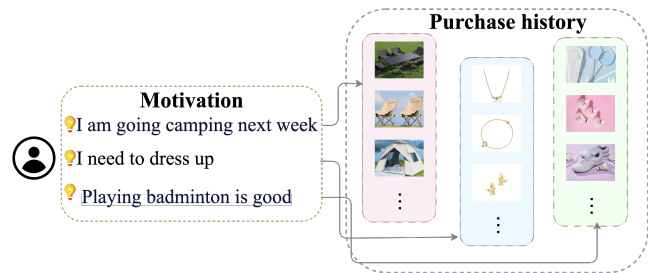 Purchase history
Motivation
I am going camping next week
I need to dress up
Playing badminton is good